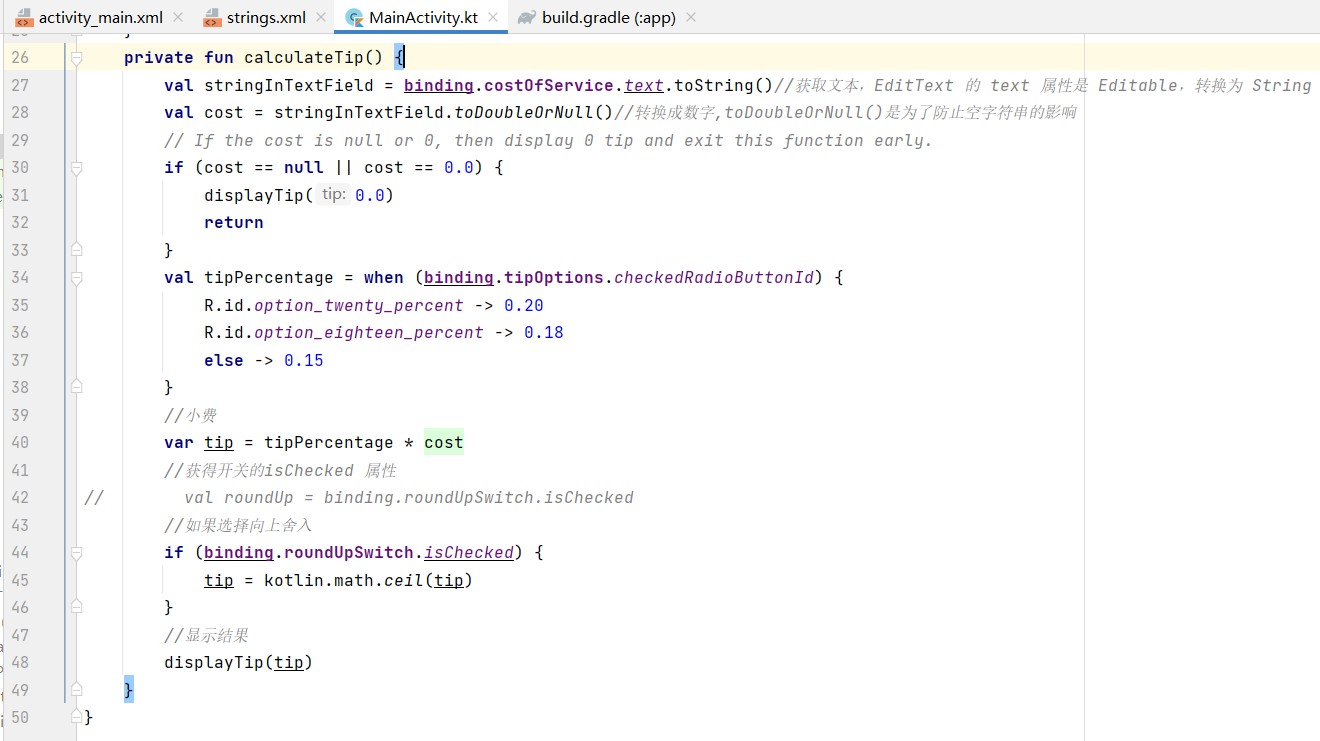 activity_main.xml strings.xml MainActivity.kt build.gradle (:app)
26 private fun calculateTip() {
27 val stringInTextField = binding.costOfService.text.toString()//获取文本，EditText 的 text 属性是 Editable，转换为 String
28 val cost = stringInTextField.toDoubleOrNull()//转换成数字,toDoubleOrNull()是为了防止空字符串的影响
29 // If the cost is null or 0, then display 0 tip and exit this function early.
30 if (cost == null || cost == 0.0) {
31 displayTip( tip: 0.0)
32 return
33 }
34 val tipPercentage = when (binding.tipOptions.checkedRadioButtonId) {
35 R.id.option_twenty_percent -> 0.20
36 R.id.option_eighteen_percent -> 0.18
37 else -> 0.15
38 }
39 //小费
40 var tip = tipPercentage * cost
41 //获得开关的isChecked 属性
42 // val roundUp = binding.roundUpSwitch.isChecked
43 //如果选择向上舍入
44 if (binding.roundUpSwitch.isChecked) {
45 tip = kotlin.math.ceil(tip)
46 }
47 //显示结果
48 displayTip(tip)
49 }
50 }